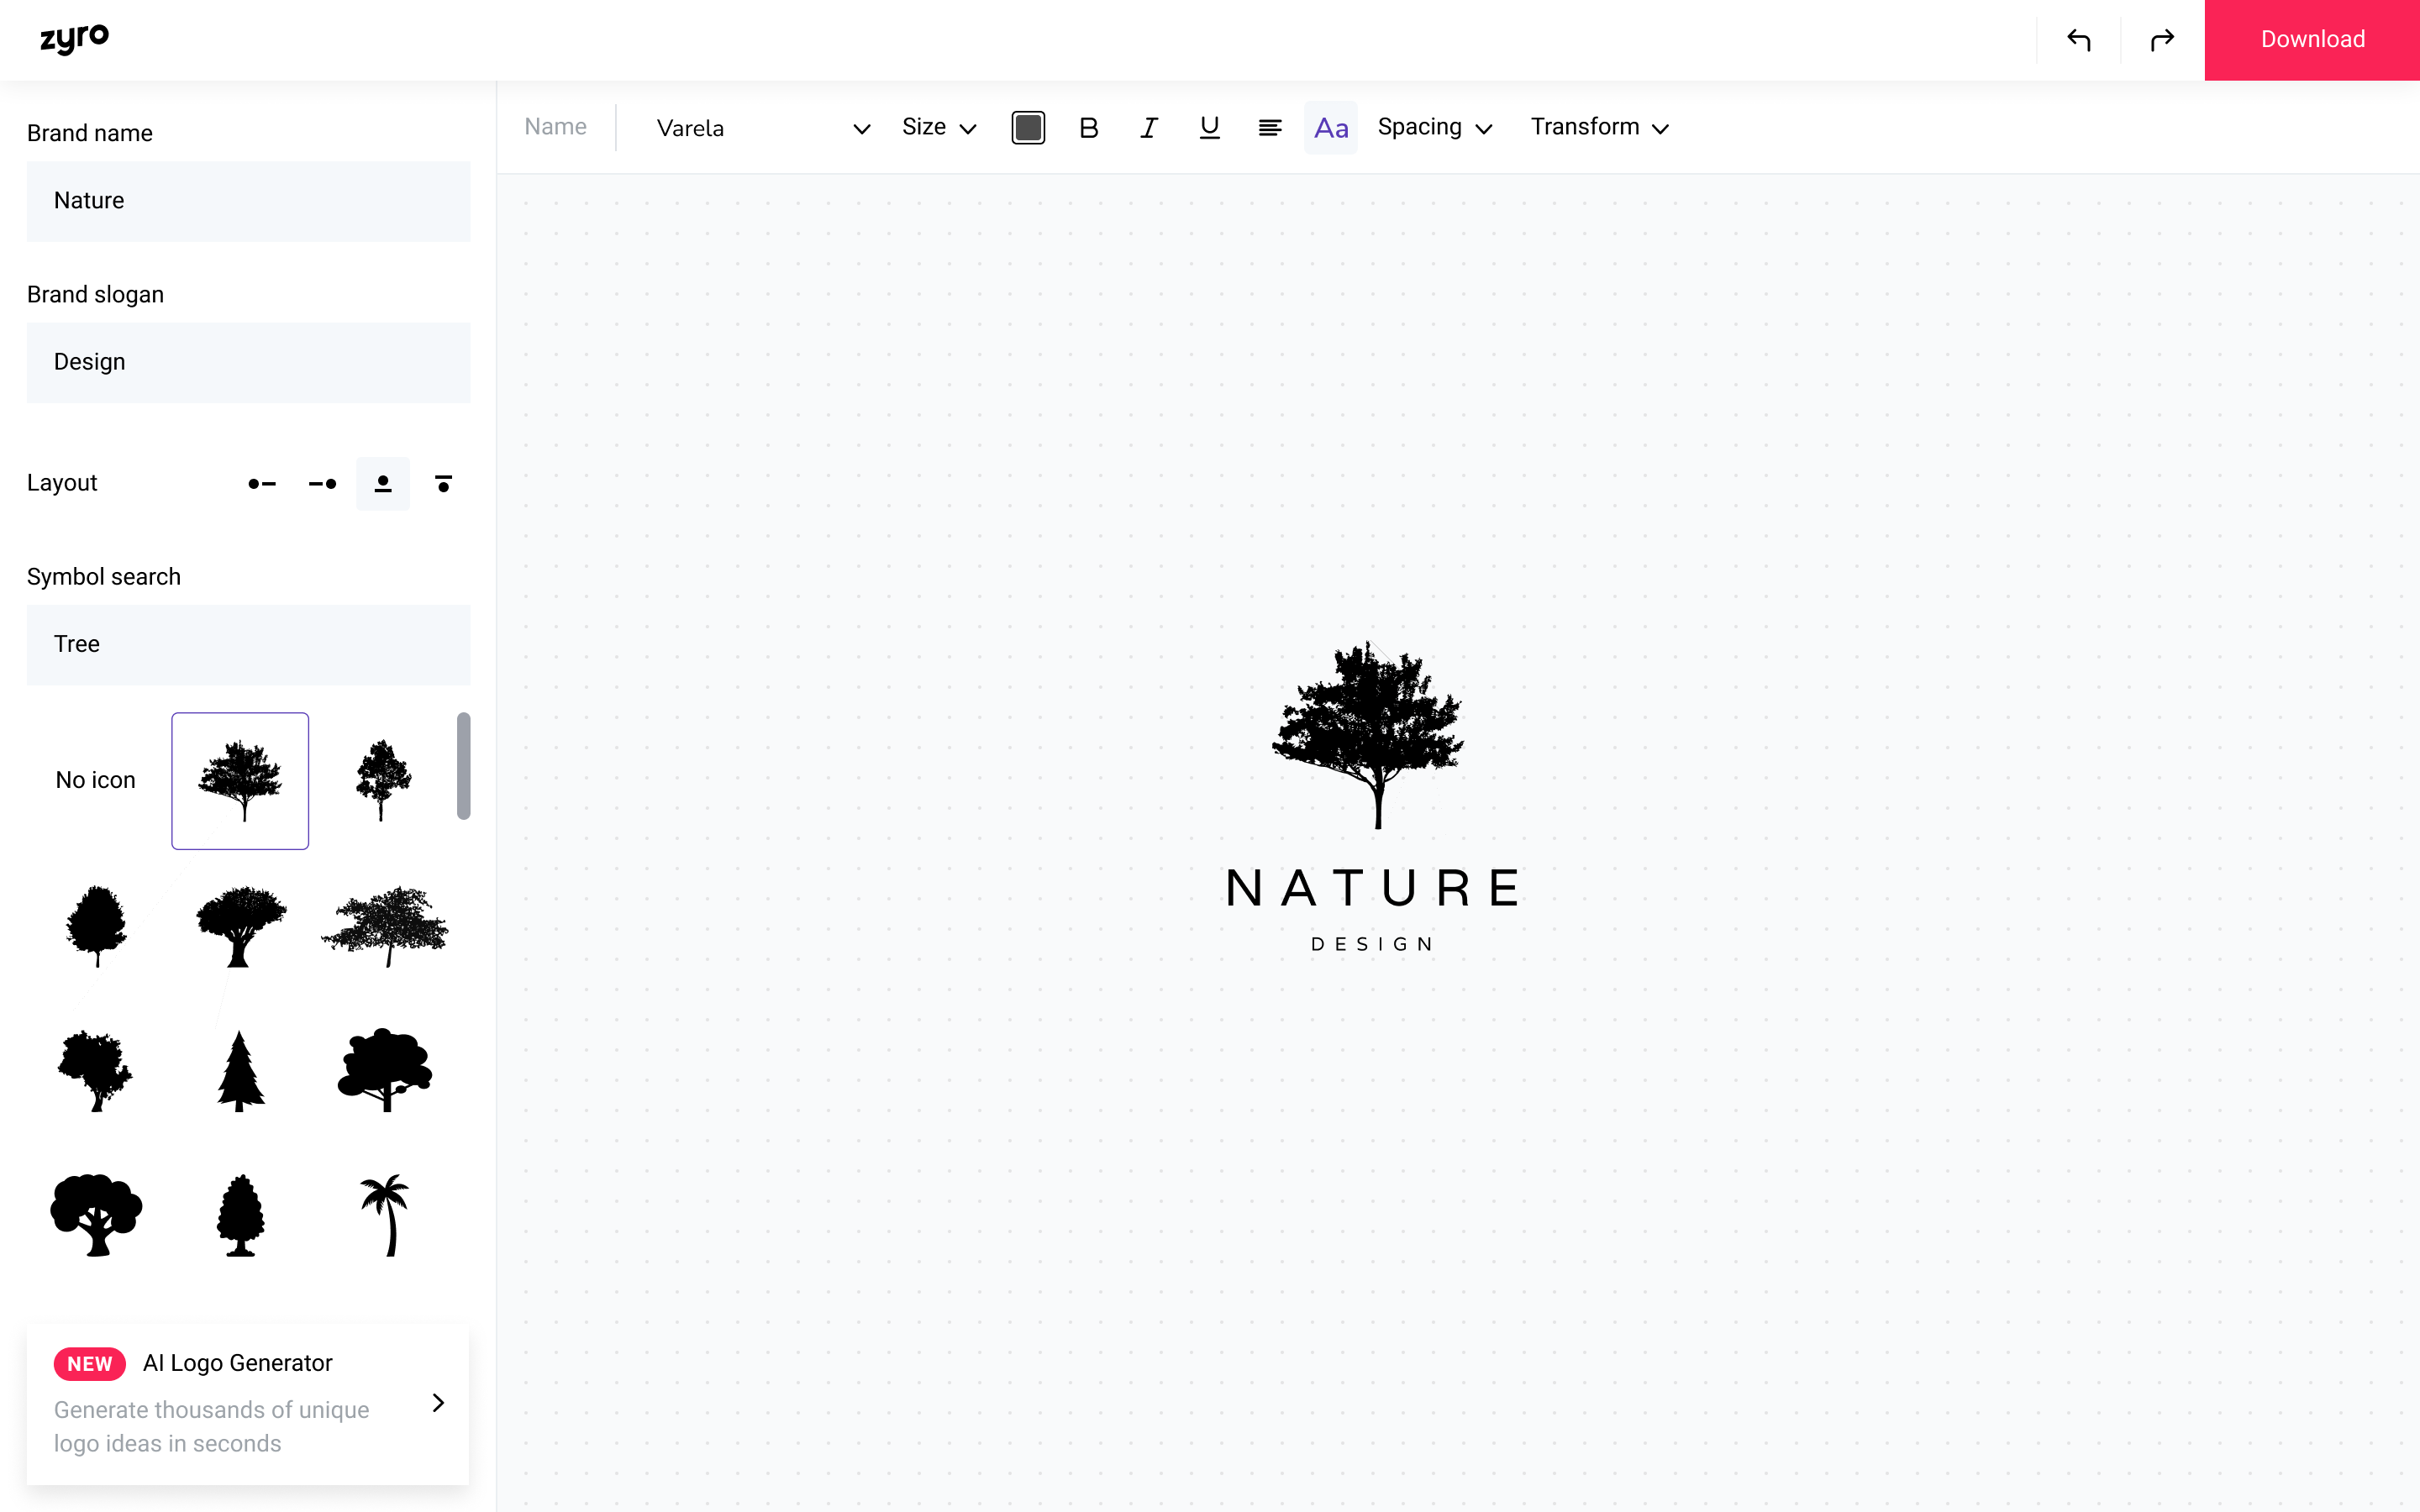 zyro
Download
Name
Varela
Size
B
I
U
Aa
Spacing
Transform
Brand name
Nature
Brand slogan
Design
Layout
Symbol search
Tree
No icon
NATURE
DESIGN
NEW
AI Logo Generator
Generate thousands of unique
logo ideas in seconds